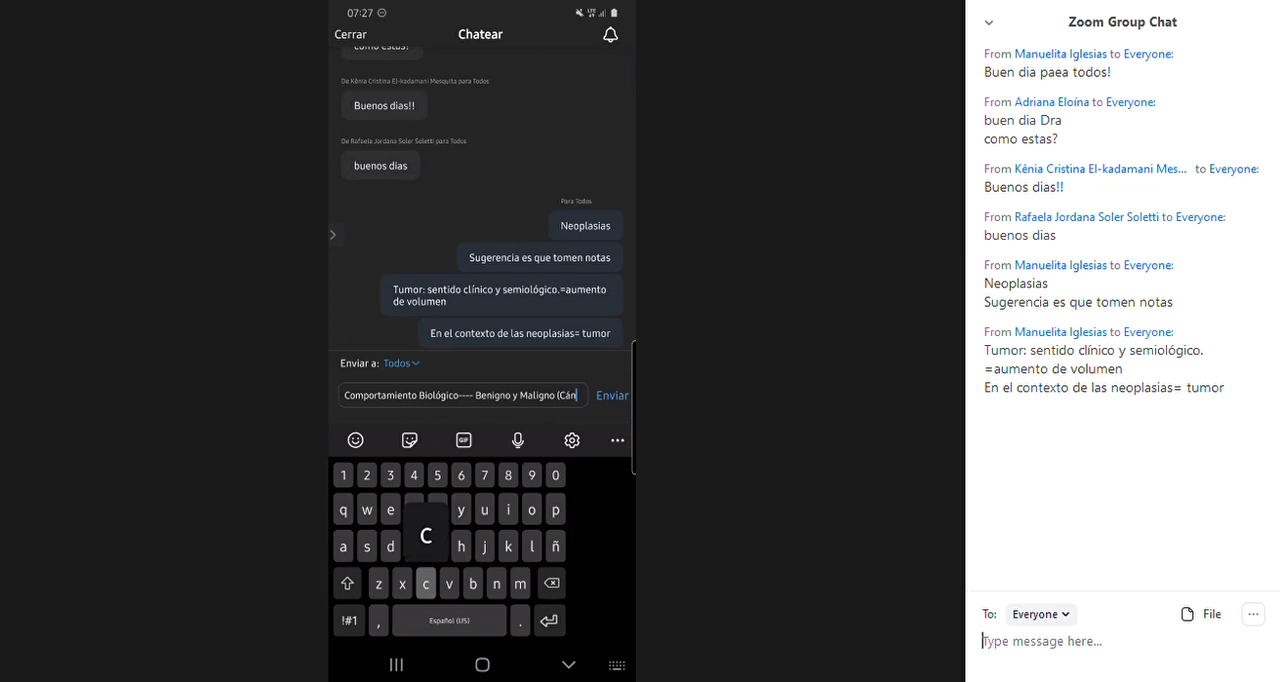 07:27
Cerrar
Chatear
como estas?
De Kênia Cristina El-kadamani Mesquita para Todos
Buenos dias!!
De Rafaela Jordana Soler Soletti para Todos
buenos dias
Para Todos
Neoplasias
Sugerencia es que tomen notas
Tumor: sentido clínico y semiológico.=aumento
de volumen
En el contexto de las neoplasias= tumor
Enviar a: Todos
Comportamiento Biológico---- Benigno y Maligno (Cán
Enviar
GIF
1 2 3 4 5 6 7 8 9 0
q w e y u i o p
C
a s d h j k l ñ
z x c v b n m
!#1 , Español (US) .
Zoom Group Chat
From Manuelita Iglesias to Everyone:
Buen dia paea todos!
From Adriana Eloína to Everyone:
buen dia Dra
como estas?
From Kênia Cristina El-kadamani Mes... to Everyone:
Buenos dias!!
From Rafaela Jordana Soler Soletti to Everyone:
buenos dias
From Manuelita Iglesias to Everyone:
Neoplasias
Sugerencia es que tomen notas
From Manuelita Iglesias to Everyone:
Tumor: sentido clínico y semiológico.
=aumento de volumen
En el contexto de las neoplasias= tumor
To: Everyone
File
Type message here...